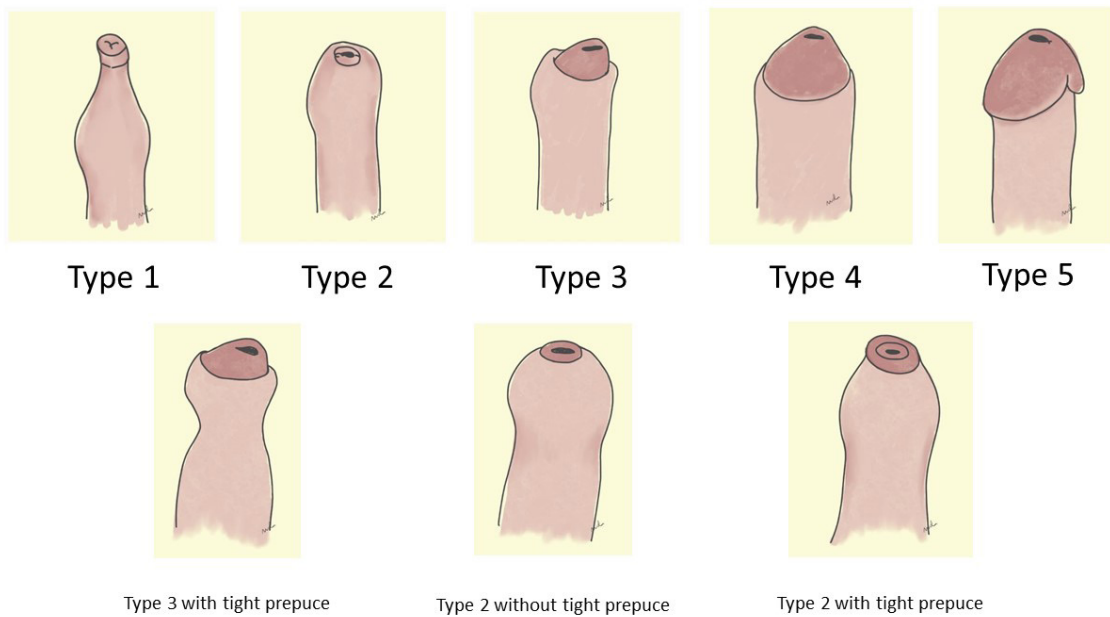 Type 1
Type 2
Type 3
Type 4
Type 5
Type 3 with tight prepuce
Type 2 without tight prepuce
Type 2 with tight prepuce